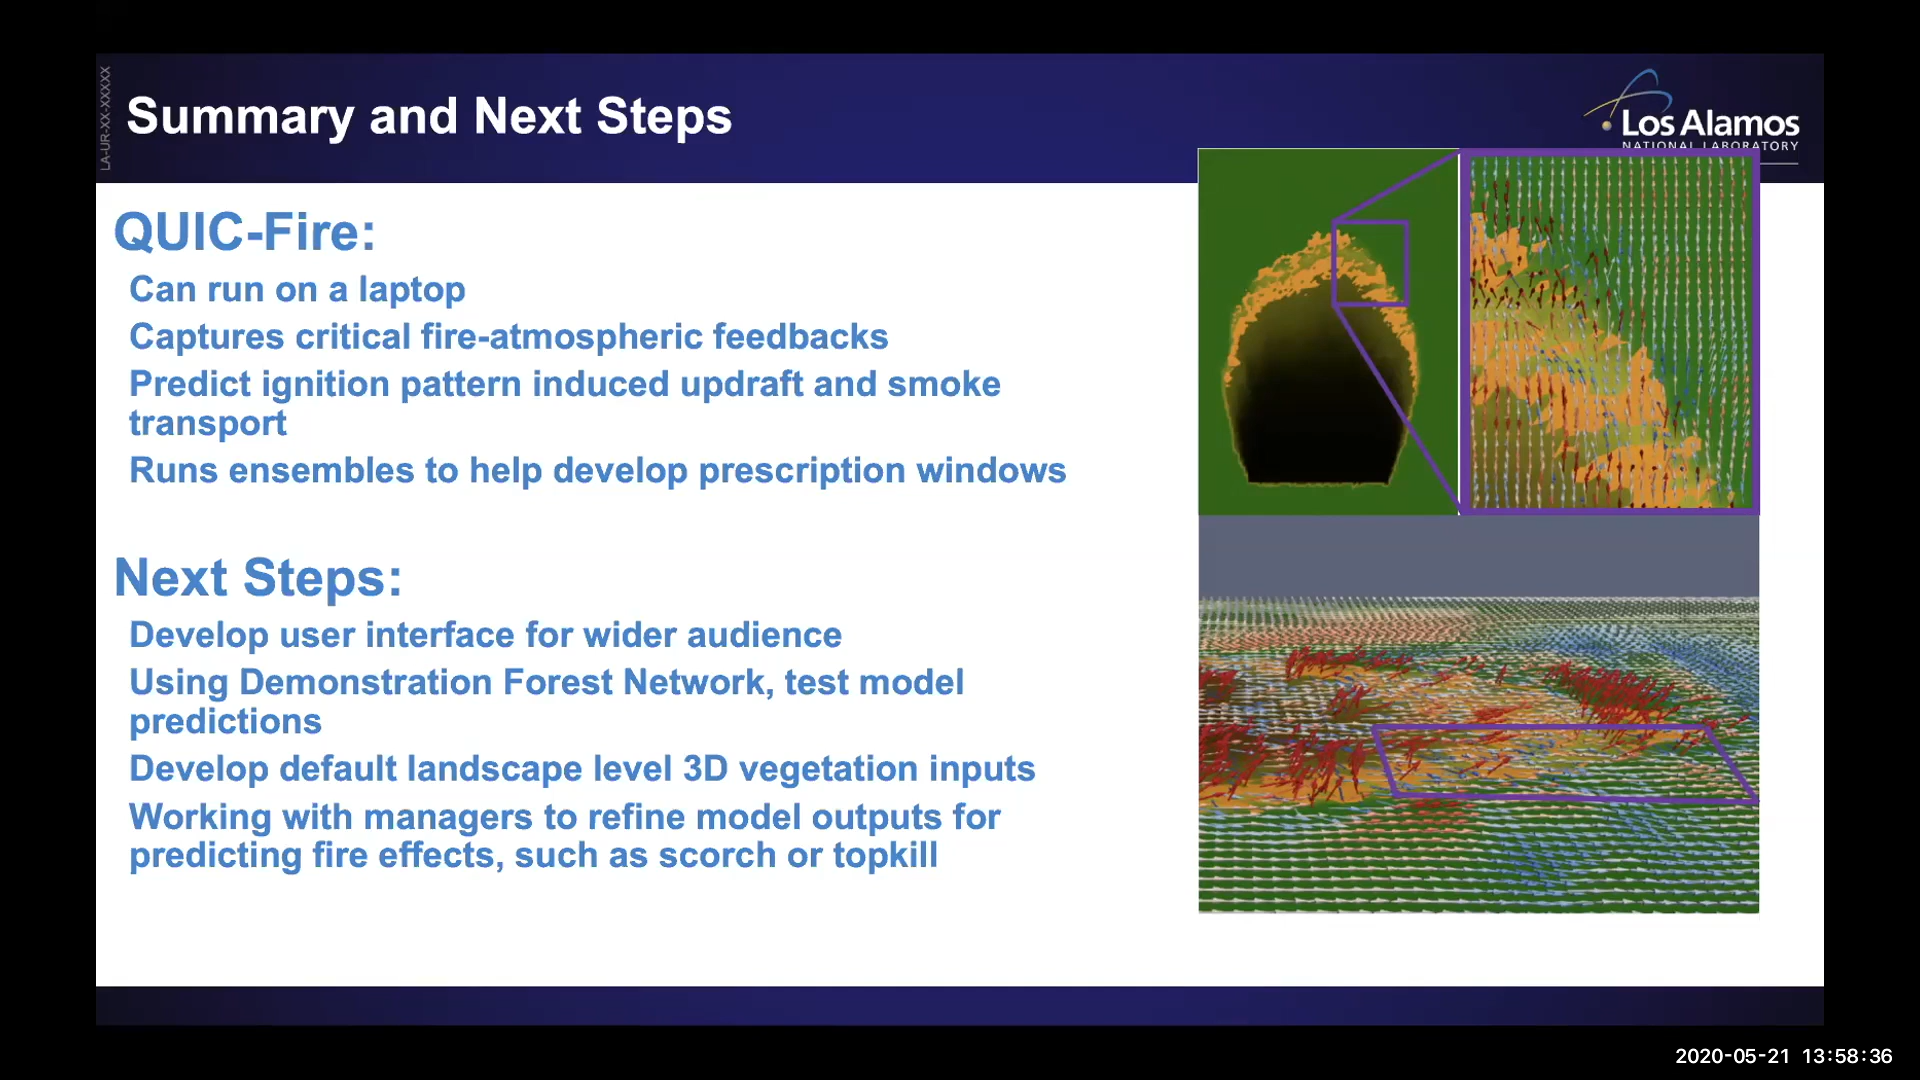 LA-UR-XX-XXXXX
Summary and Next Steps
Los Alamos
NATIONAL LABORATORY
QUIC-Fire:
Can run on a laptop
Captures critical fire-atmospheric feedbacks
Predict ignition pattern induced updraft and smoke
transport
Runs ensembles to help develop prescription windows
Next Steps:
Develop user interface for wider audience
Using Demonstration Forest Network, test model
predictions
Develop default landscape level 3D vegetation inputs
Working with managers to refine model outputs for
predicting fire effects, such as scorch or topkill
2020-05-21 13:58:36